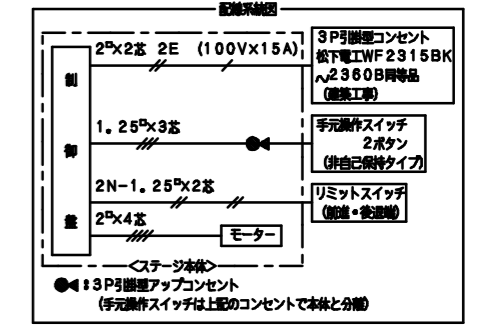 配線系統図
2°×2芯 2E (100V×15A)
3P引掛型コンセント
松下電工WF2315BK
～2360B同等品
(建築工事)
制
御
盤
1.25°×3芯
手元操作スイッチ
2ボタン
(非自己保持タイプ)
2N-1.25°×2芯
リミットスイッチ
(前進・後退端)
2°×4芯
モーター
<ステージ本体>
:3P引掛型アップコンセント
(手元操作スイッチは上記のコンセントで本体と分離)